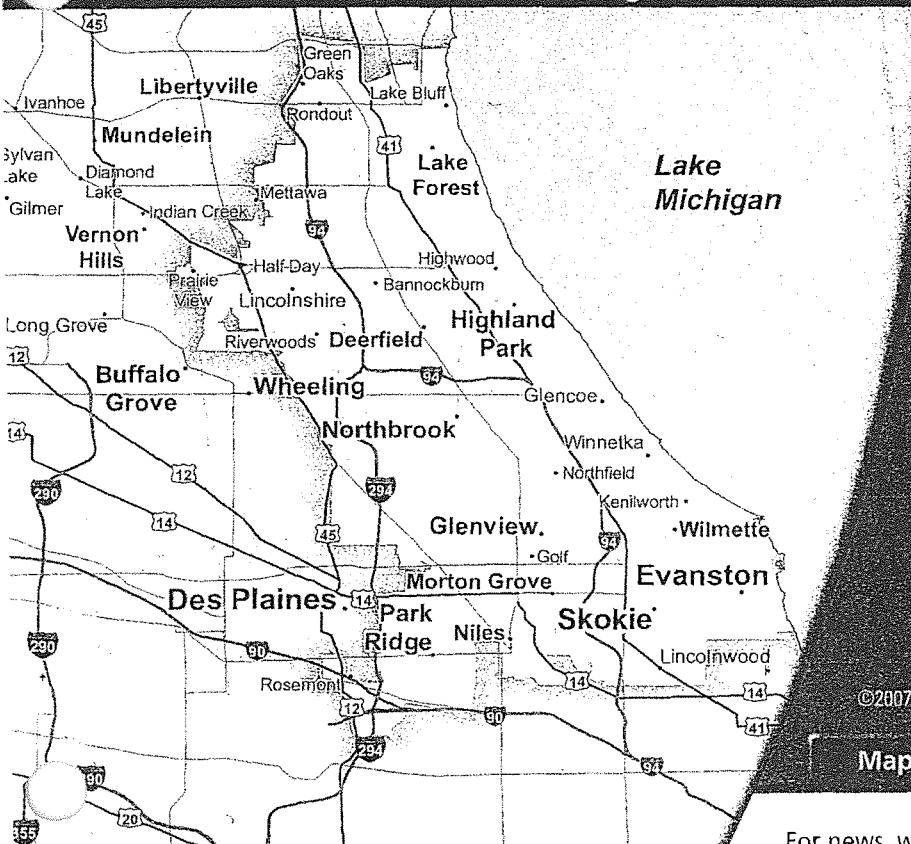 45
Green
Oaks
Libertyville
Lake Bluff
Ivanhoe
Rondout
Mundelein
41
Lake
Forest
Lake
Michigan
Sylvan
Lake
Diamond
Lake
Mettawa
Gilmer
Indian Creek
94
Vernon
Hills
Highwood
Half-Day
Prairie
View
Bannockburn
Lincolnshire
Long Grove
Highland
Park
Riverwoods
Deerfield
12
Buffalo
Grove
Wheeling
94
Glencoe
14
Northbrook
Winnetka
12
Northfield
290
294
Kenilworth
14
Glenview
Wilmette
45
94
Golf
Morton Grove
Evanston
Des Plaines
14
Park
Ridge
Niles
Skokie
290
90
Lincolnwood
Rosemont
14
14
©2007
12
90
41
294
Map
94
90
20
355
For news, w